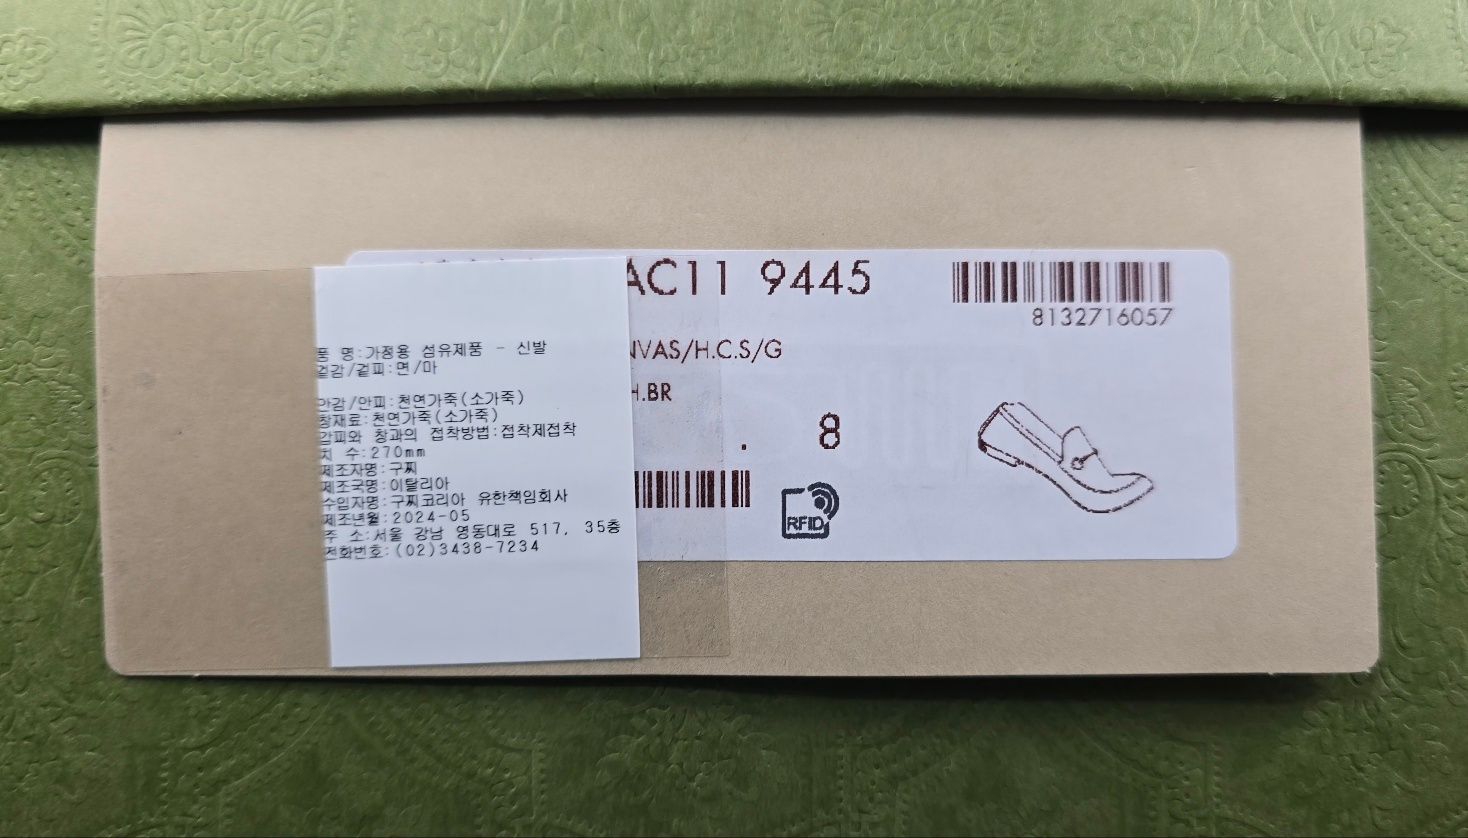 AC11 9445
8132716057
NVAS/H.C.S/G
H.BR
. 8
RFID
품 명:가정용 섬유제품 - 신발
겉감/겉피:면/마
안감/안피:천연가죽(소가죽)
창재료:천연가죽(소가죽)
갑피와 창과의 접착방법:접착제접착
치 수:270mm
제조자명:구찌
제조국명:이탈리아
수입자명:구찌코리아 유한책임회사
제조년월:2024-05
주 소:서울 강남 영동대로 517, 35층
전화번호:(02)3438-7234